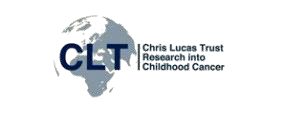 CLT
Chris Lucas Trust
Research into
Childhood Cancer